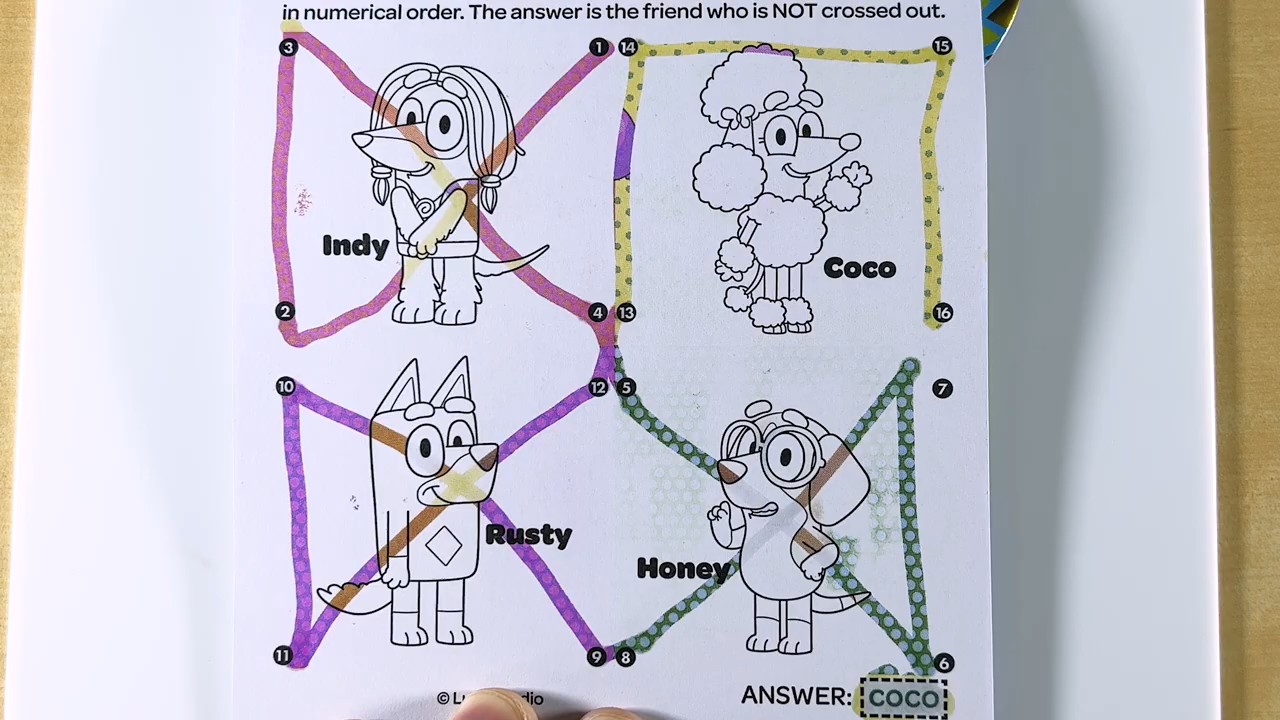 in numerical order. The answer is the friend who is NOT crossed out.
3 1 14 15
Indy
Coco
2 4 13 16
10 12 5 7
Rusty
Honey
11 9 8 6
©
ANSWER: COCO